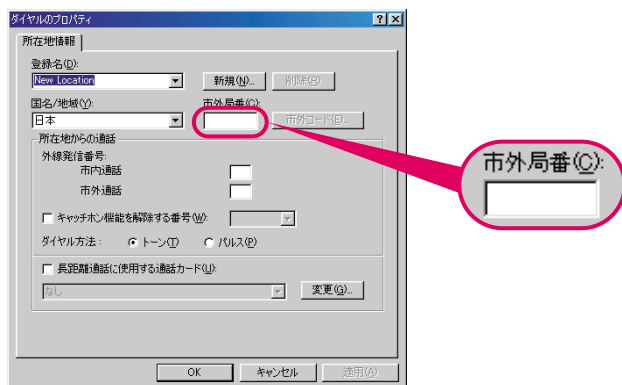 ダイヤルのプロパティ
所在地情報
登録名(D):
New Location
新規(N)...
削除(R)
国名/地域(Y):
市外局番(C):
日本
市外コード(E)...
所在地からの通話
外線発信番号:
市内通話
市外通話
キャッチホン機能を解除する番号(W):
ダイヤル方法:
トーン(T)
パルス(P)
長距離通話に使用する通話カード(U):
なし
変更(G)...
OK
キャンセル
適用(A)
市外局番(C):